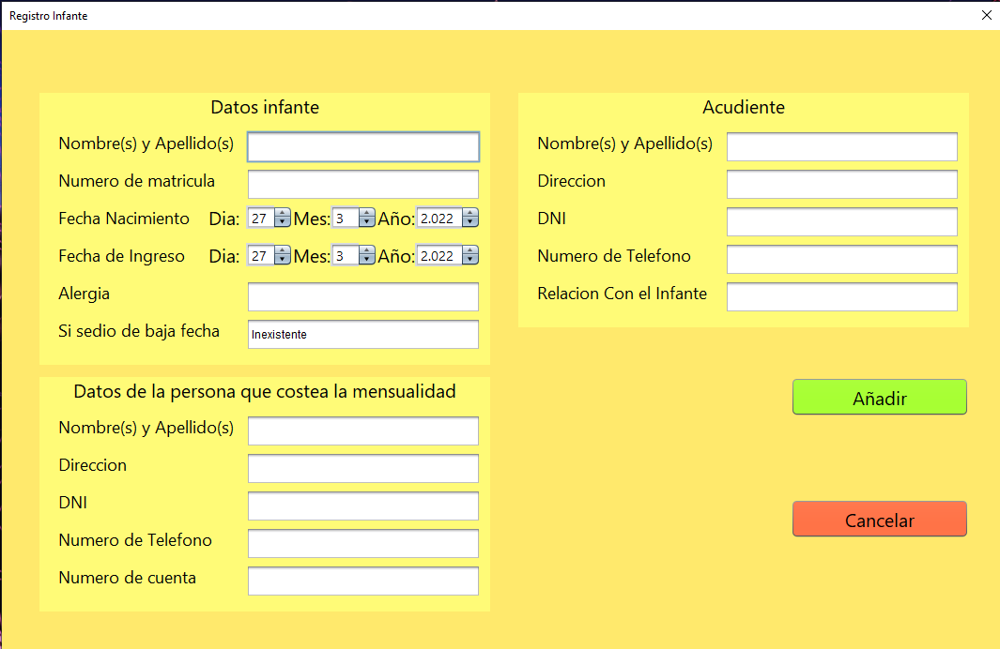 Registro Infante
Datos infante
Nombre(s) y Apellido(s)
Numero de matricula
Fecha Nacimiento Dia: 27 Mes: 3 Año: 2.022
Fecha de Ingreso Dia: 27 Mes: 3 Año: 2.022
Alergia
Si sedio de baja fecha Inexistente
Datos de la persona que costea la mensualidad
Nombre(s) y Apellido(s)
Direccion
DNI
Numero de Telefono
Numero de cuenta
Acudiente
Nombre(s) y Apellido(s)
Direccion
DNI
Numero de Telefono
Relacion Con el Infante
Añadir
Cancelar